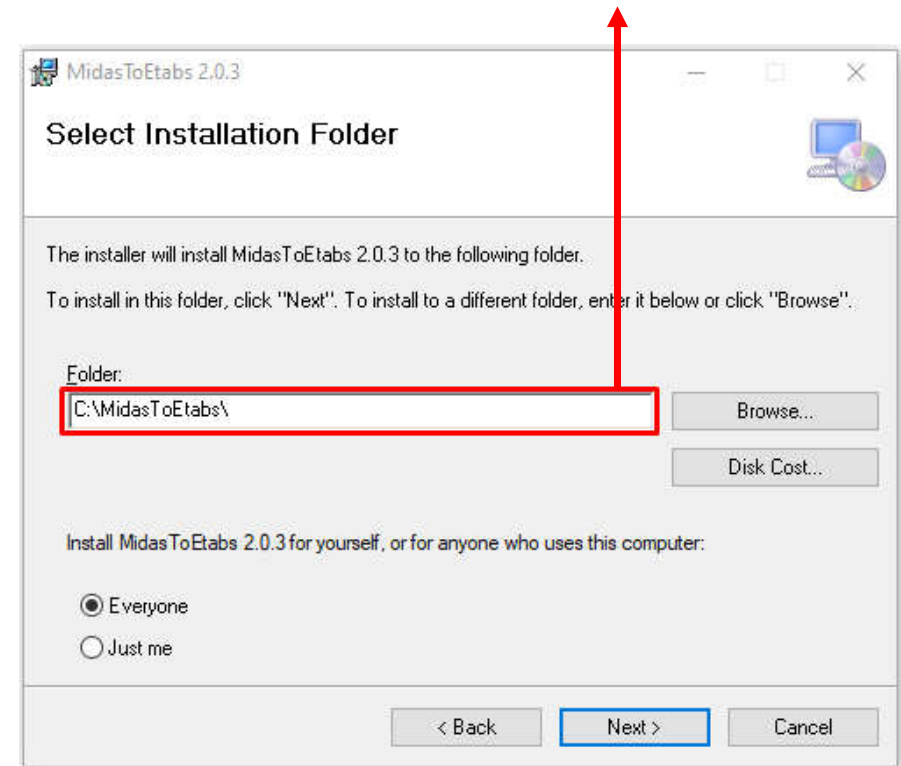 MidasToEtabs 2.0.3
Select Installation Folder
The installer will install MidasToEtabs 2.0.3 to the following folder.
To install in this folder, click "Next". To install to a different folder, enter it below or click "Browse".
Folder:
C:\MidasToEtabs\
Browse...
Disk Cost...
Install MidasToEtabs 2.0.3 for yourself, or for anyone who uses this computer:
Everyone
Just me
< Back Next > Cancel